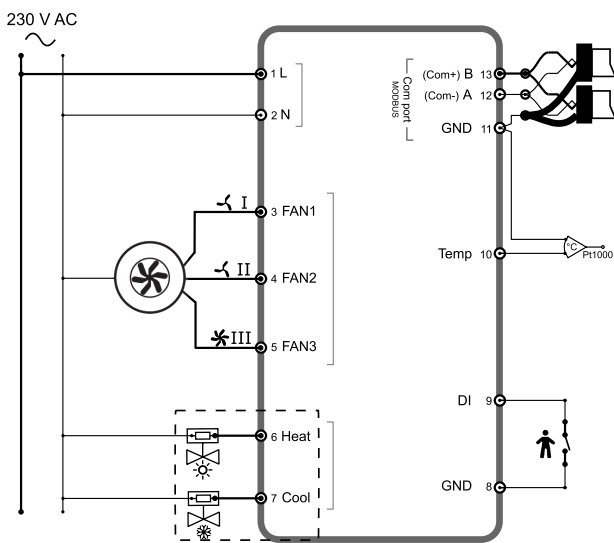 230 V AC
1 L
2 N
I
3 FAN1
II
4 FAN2
III
5 FAN3
6 Heat
7 Cool
(Com+) B 13
(Com-) A 12
GND 11
Com port
MODBUS
Temp 10
°C
Pt1000
DI 9
GND 8